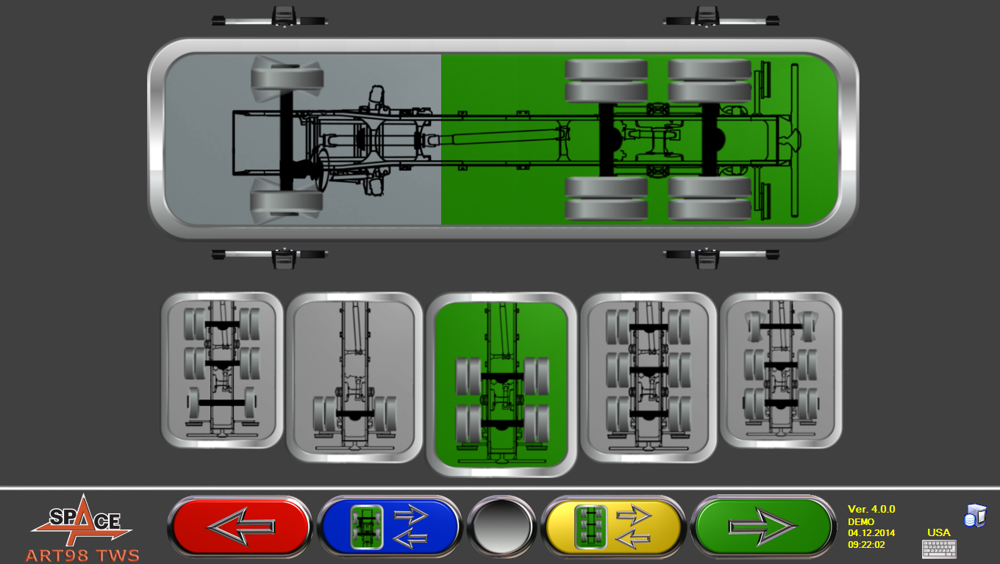 SPACE
ART98 TWS
Ver. 4.0.0
DEMO
04.12.2014
09:22:02
USA